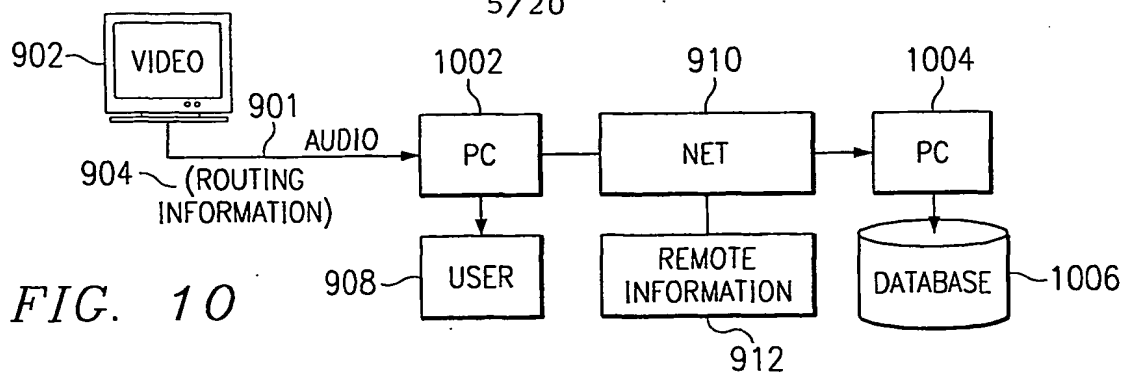 5/20
902
VIDEO
901
AUDIO
904
(ROUTING
INFORMATION)
1002
PC
910
NET
1004
PC
908
USER
REMOTE
INFORMATION
912
DATABASE
1006
FIG. 10